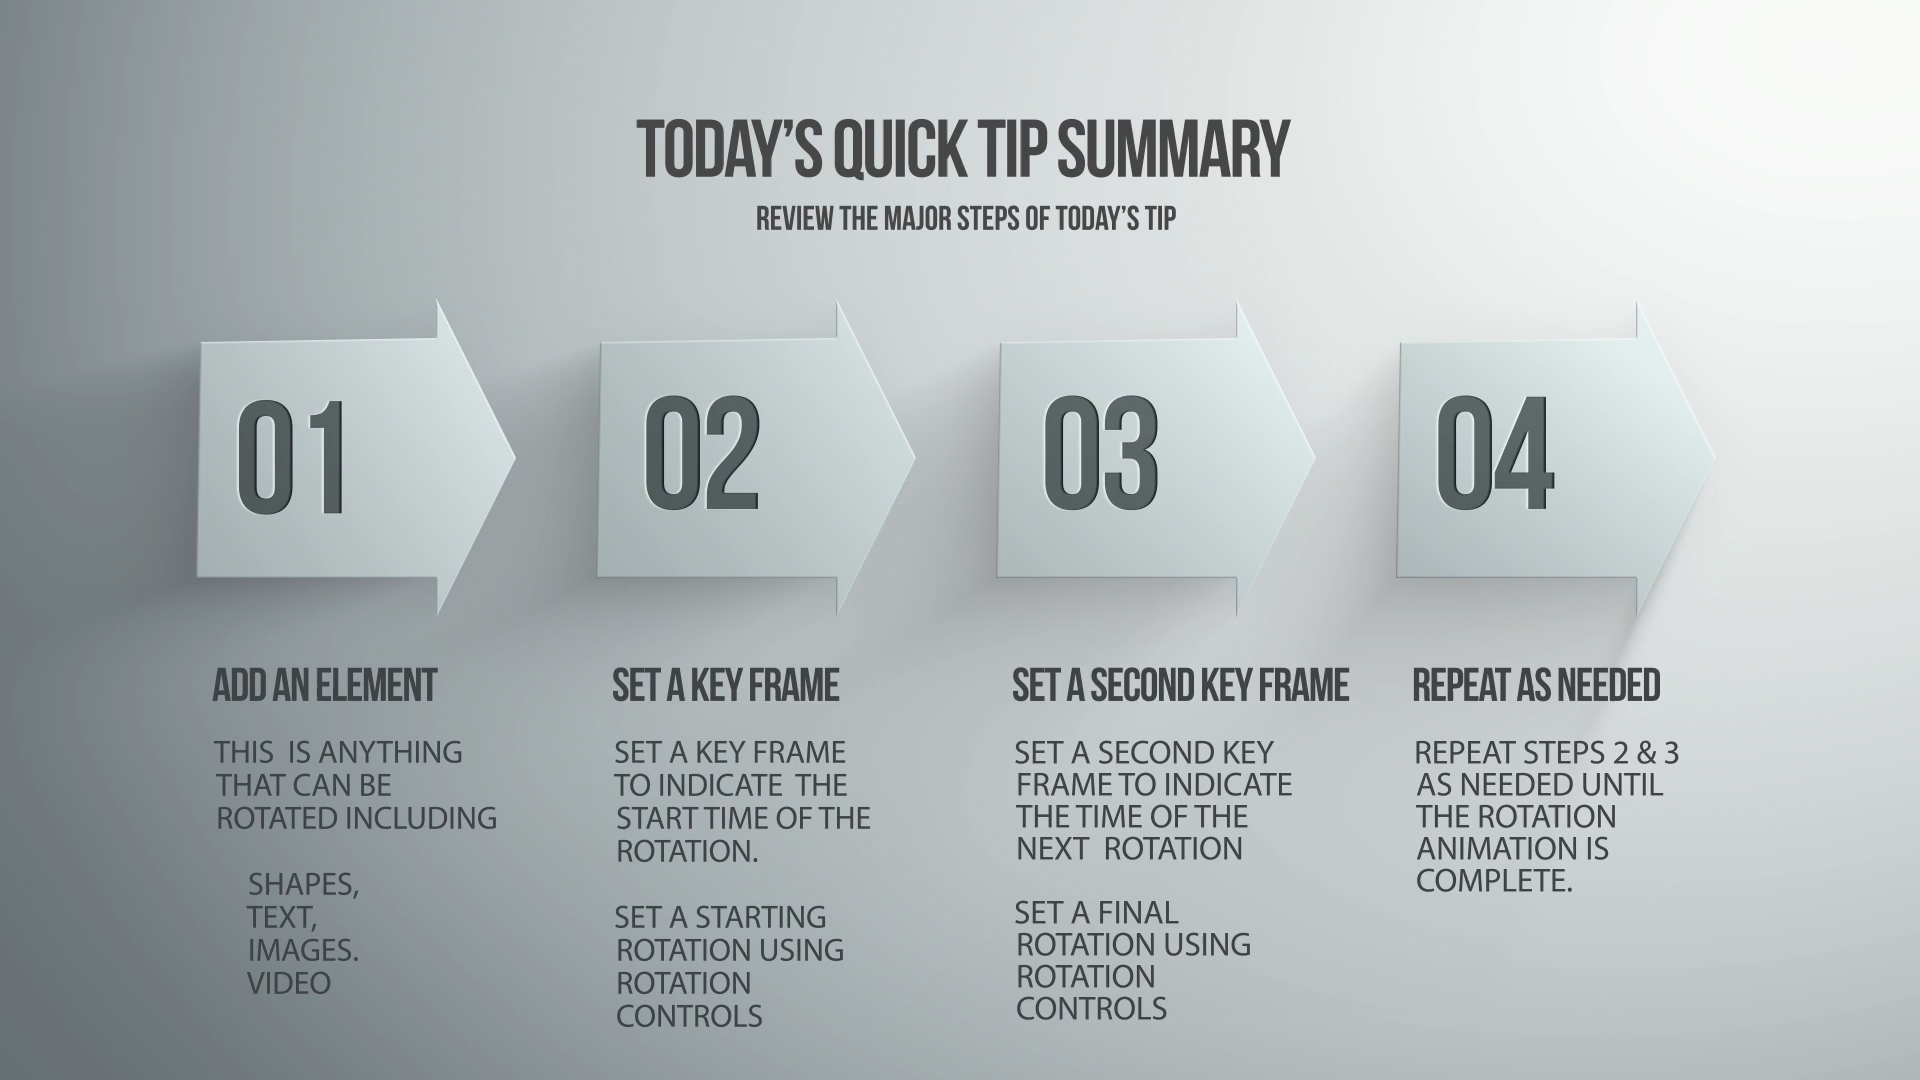 TODAY'S QUICK TIP SUMMARY
REVIEW THE MAJOR STEPS OF TODAY'S TIP
01
02
03
04
ADD AN ELEMENT
THIS IS ANYTHING
THAT CAN BE
ROTATED INCLUDING
SHAPES,
TEXT,
IMAGES.
VIDEO
SET A KEY FRAME
SET A KEY FRAME
TO INDICATE THE
START TIME OF THE
ROTATION.
SET A STARTING
ROTATION USING
ROTATION
CONTROLS
SET A SECOND KEY FRAME
SET A SECOND KEY
FRAME TO INDICATE
THE TIME OF THE
NEXT ROTATION
SET A FINAL
ROTATION USING
ROTATION
CONTROLS
REPEAT AS NEEDED
REPEAT STEPS 2 & 3
AS NEEDED UNTIL
THE ROTATION
ANIMATION IS
COMPLETE.